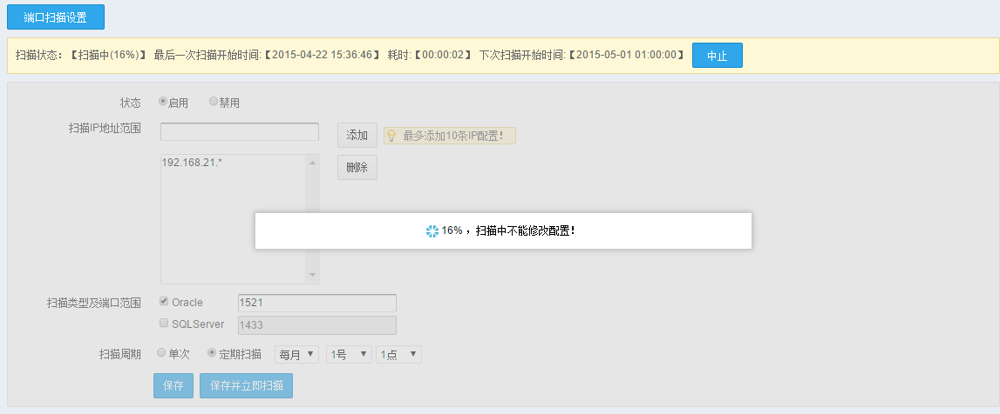 端口扫描设置
扫描状态：【扫描中(16%)】 最后一次扫描开始时间:【2015-04-22 15:36:46】 耗时:【00:00:02】 下次扫描开始时间:【2015-05-01 01:00:00】 中止
状态 启用 禁用
扫描IP地址范围 添加 最多添加10条IP配置！
192.168.21.* 删除
16%，扫描中不能修改配置！
扫描类型及端口范围 Oracle 1521
SQLServer 1433
扫描周期 单次 定期扫描 每月 1号 1点
保存 保存并立即扫描